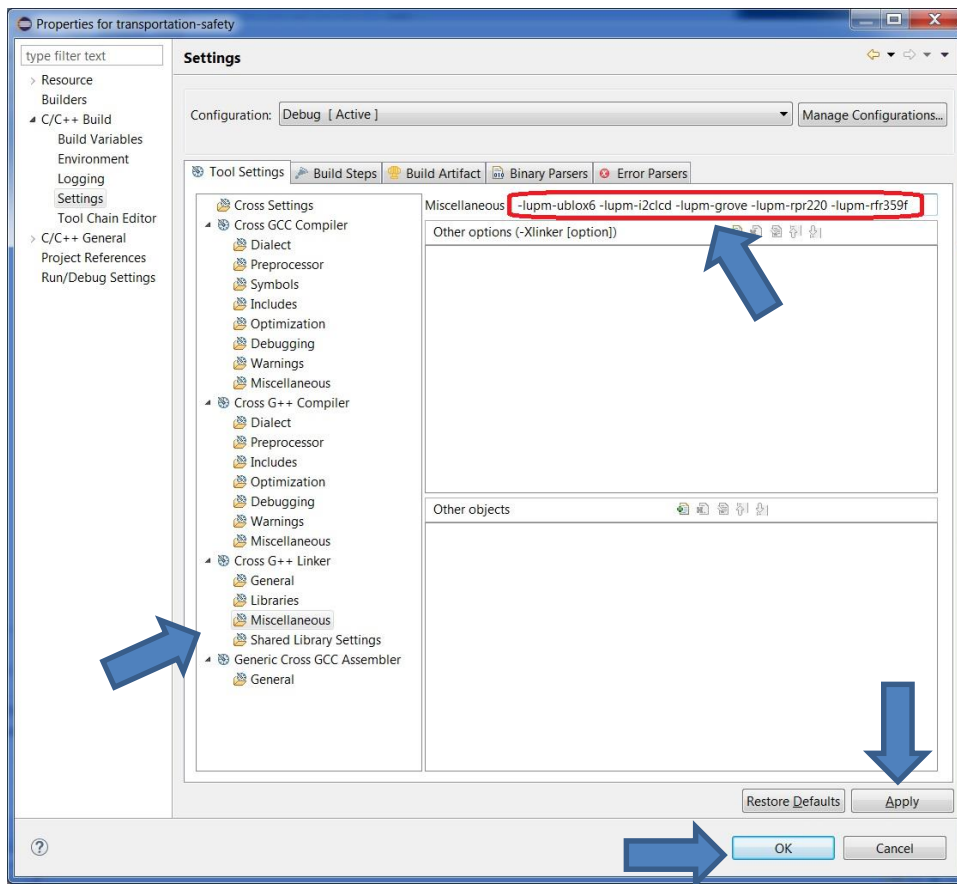 Properties for transportation-safety
type filter text
Resource
Builders
C/C++ Build
Build Variables
Environment
Logging
Settings
Tool Chain Editor
C/C++ General
Project References
Run/Debug Settings
Settings
Configuration: Debug [ Active ] Manage Configurations...
Tool Settings Build Steps Build Artifact Binary Parsers Error Parsers
Cross Settings
Cross GCC Compiler
Dialect
Preprocessor
Symbols
Includes
Optimization
Debugging
Warnings
Miscellaneous
Cross G++ Compiler
Dialect
Preprocessor
Includes
Optimization
Debugging
Warnings
Miscellaneous
Cross G++ Linker
General
Libraries
Miscellaneous
Shared Library Settings
Generic Cross GCC Assembler
General
Miscellaneous -lupm-ublox6 -lupm-i2clcd -lupm-grove -lupm-rpr220 -lupm-rfr359f
Other options (-Xlinker [option])
Other objects
Restore Defaults Apply
OK Cancel